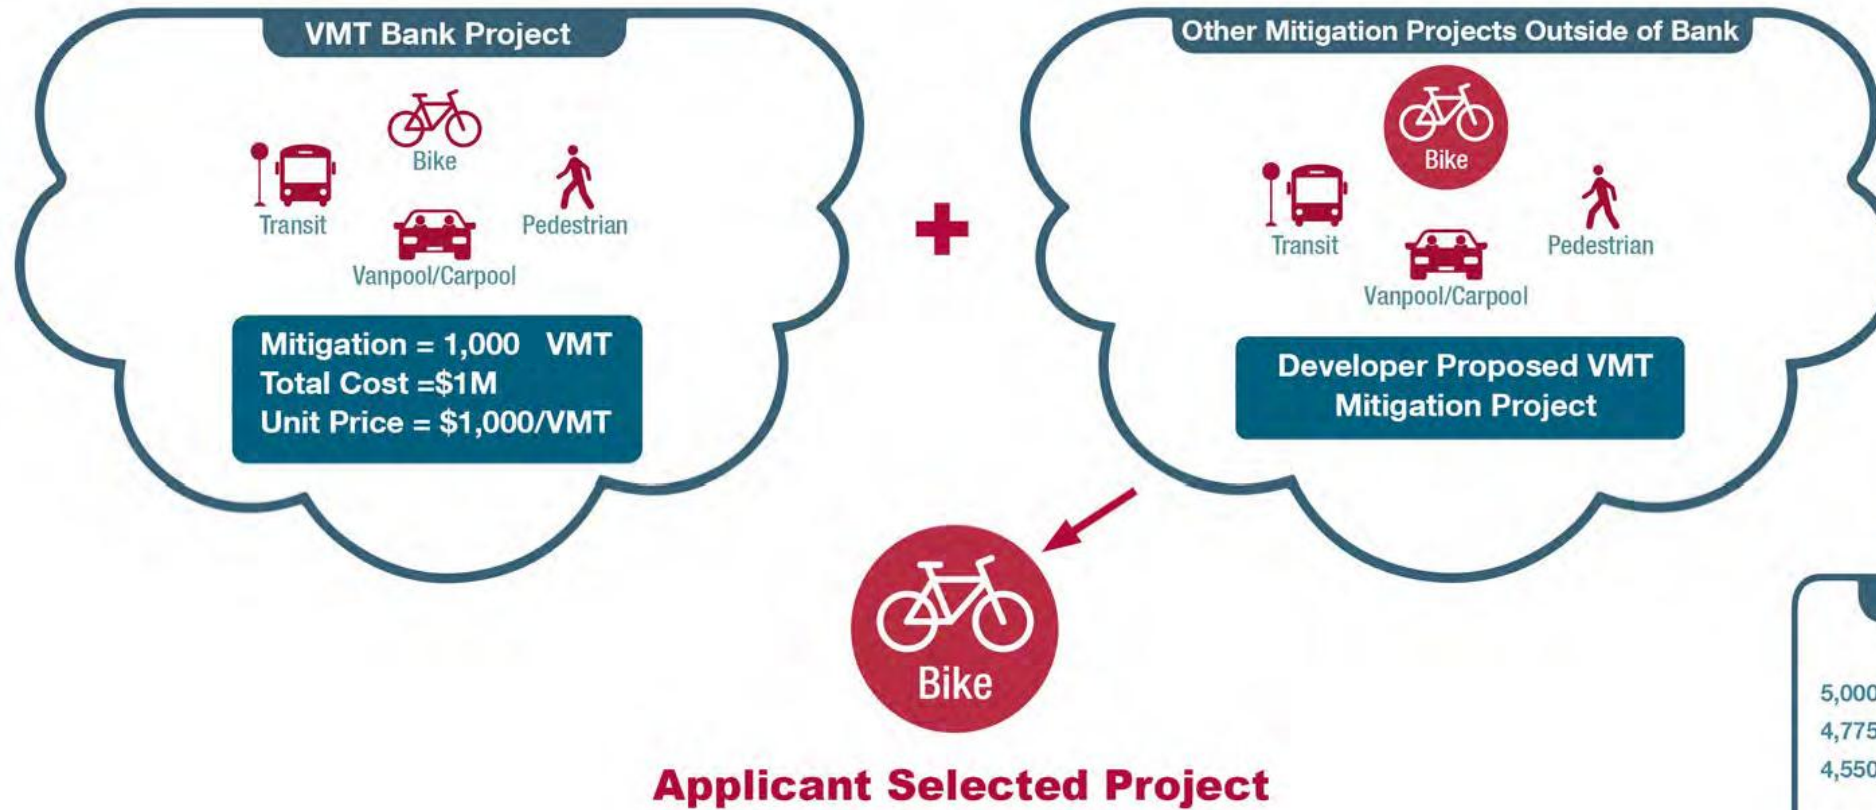 VMT Bank Project
Bike
Transit
Pedestrian
Vanpool/Carpool
Mitigation = 1,000 VMT
Total Cost =$1M
Unit Price = $1,000/VMT
Other Mitigation Projects Outside of Bank
Bike
Transit
Pedestrian
Vanpool/Carpool
Developer Proposed VMT
Mitigation Project
Bike
Applicant Selected Project
5,000
4,775
4,550